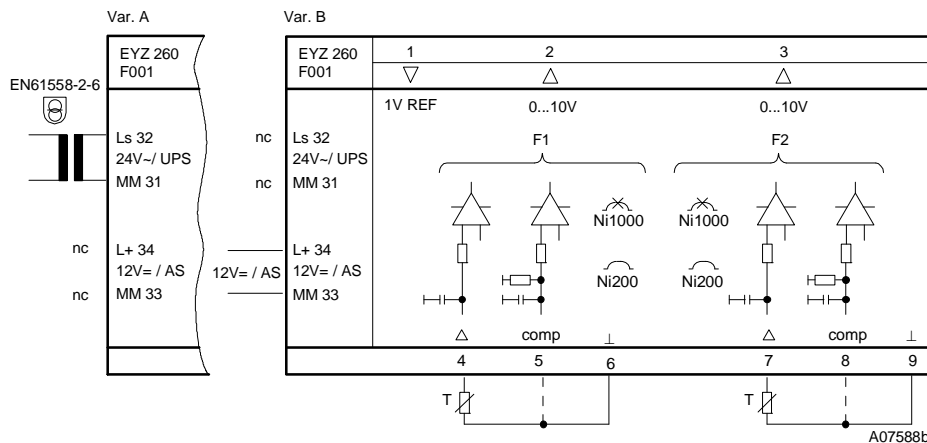 Var. A
Var. B
EYZ 260
F001
EYZ 260
F001
1
2
3
EN61558-2-6
1V REF
0...10V
0...10V
Ls 32
24V~/ UPS
MM 31
nc
nc
Ls 32
24V~/ UPS
MM 31
F1
F2
Ni1000
Ni1000
nc
nc
L+ 34
12V= / AS
MM 33
12V= / AS
L+ 34
12V= / AS
MM 33
Ni200
Ni200
comp
⊥
comp
⊥
4
5
6
7
8
9
T
T
A07588b